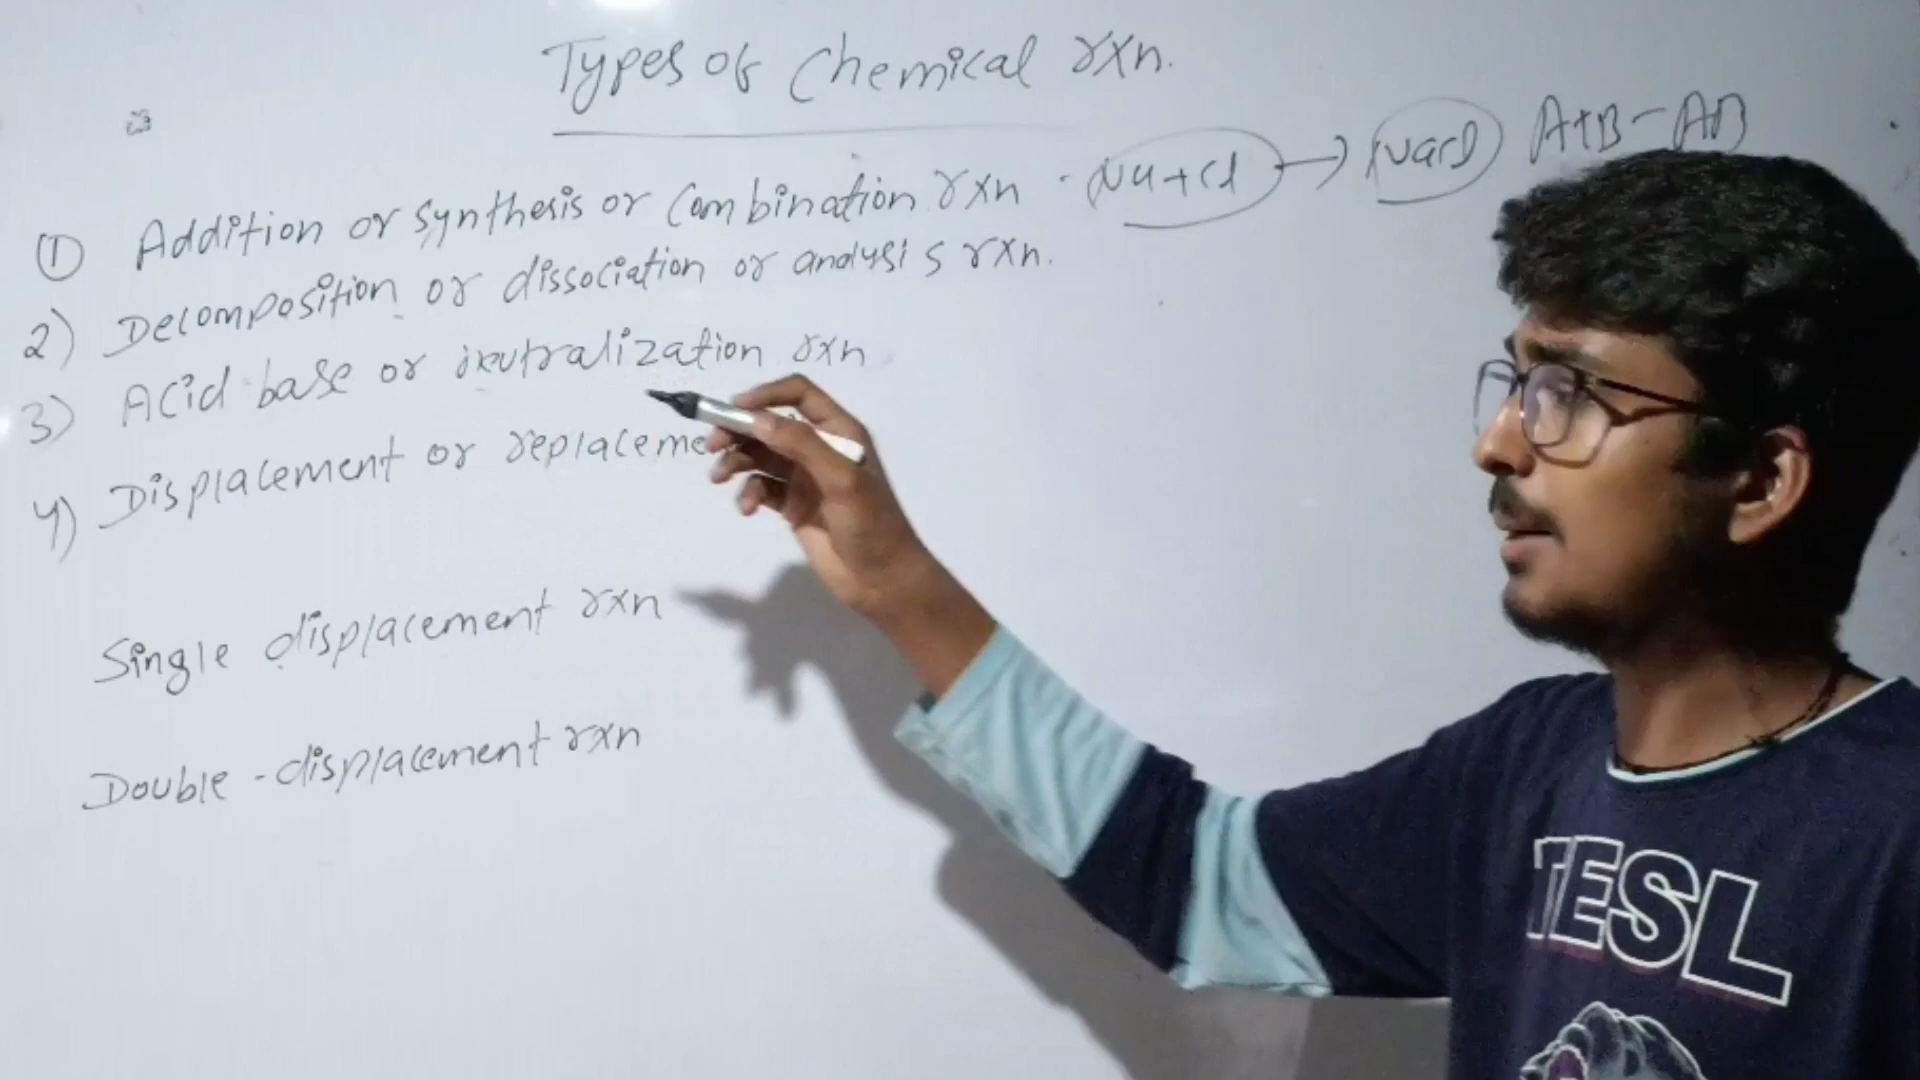 Types of Chemical rxn.
① Addition or synthesis or Combination rxn · Na+Cl → NaCl A+B-AB
2) Decomposition or dissociation or analysis rxn.
3) Acid-base or neutralization rxn
4) Displacement or replaceme
Single displacement rxn
Double-displacement rxn
TESL